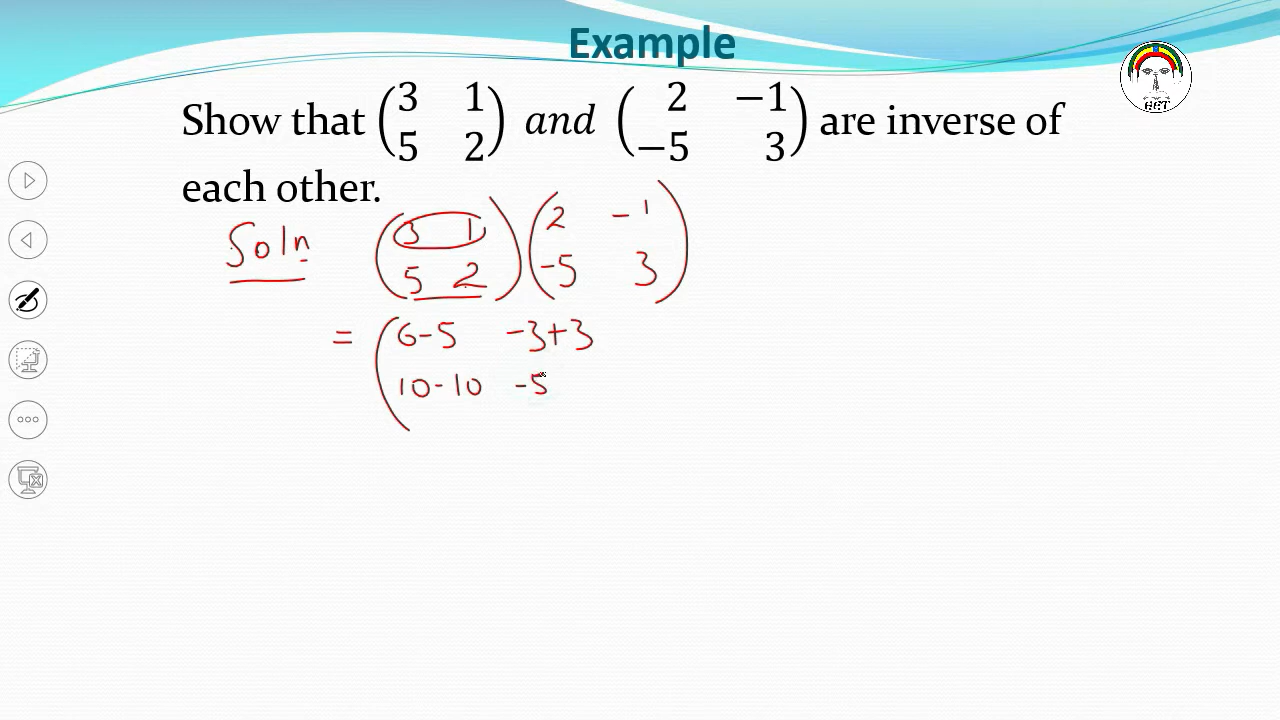 Example
Show that (3 1 and ( 2 −1 are inverse of
5 2) −5 3)
each other.
Soln (3 1)(2 -1
5 2)(-5 3)
= (6-5 -3+3
10-10 -5